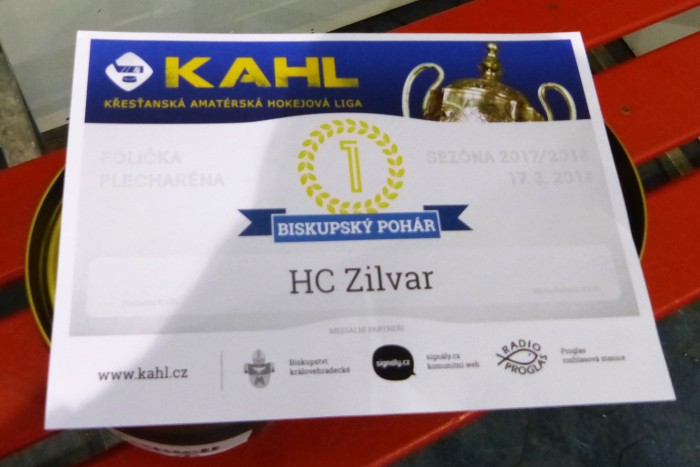 KAHL
KŘESŤANSKÁ AMATÉRSKÁ HOKEJOVÁ LIGA
POLIČKA
FLECHARÉNA
1
SEZÓNA 2017/2018
17. 2. 2018
BISKUPSKÝ POHÁR
HC Zilvar
MEDIÁLNÍ PARTNEŘI
www.kahl.cz
Biskupství
královéhradecké
signály.cz
signály.cz
komunitní web
RADIO
PROGLAS
Proglas
rozhlasová stanice